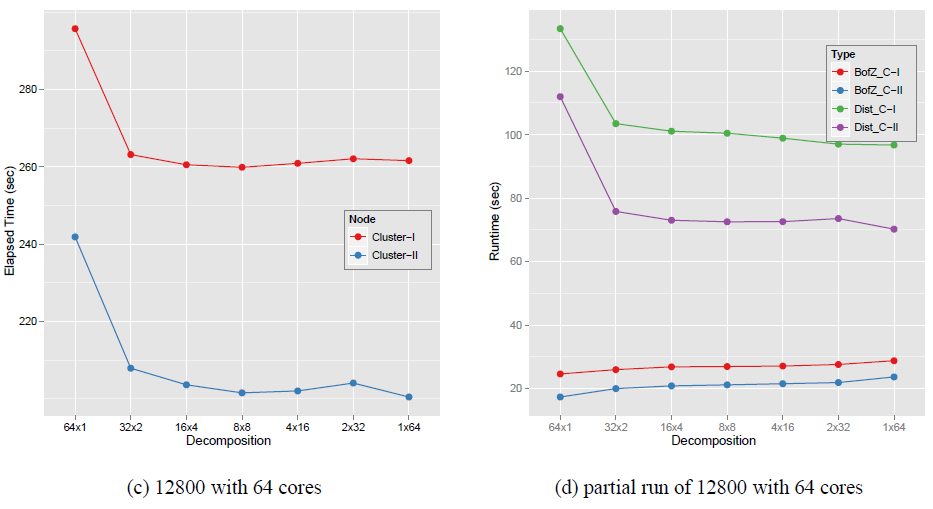 280
260
240
220
Elapsed Time (sec)
Node
Cluster-I
Cluster-II
64x1 32x2 16x4 8x8 4x16 2x32 1x64
Decomposition
(c) 12800 with 64 cores
120
100
80
60
40
20
Runtime (sec)
Type
BofZ_C-I
BofZ_C-II
Dist_C-I
Dist_C-II
64x1 32x2 16x4 8x8 4x16 2x32 1x64
Decomposition
(d) partial run of 12800 with 64 cores